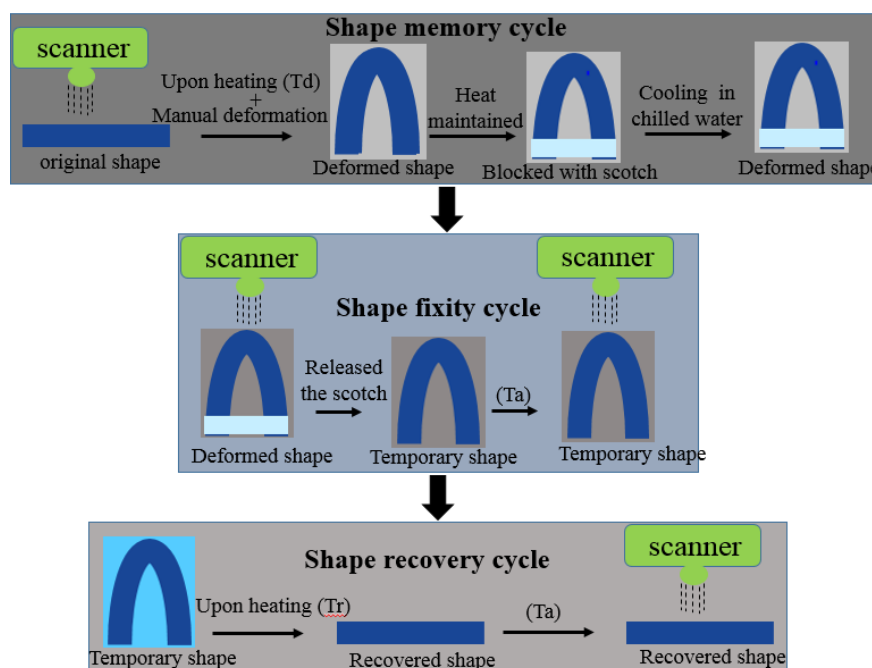 Shape memory cycle
scanner
original shape
Upon heating (Td)
+
Manual deformation
Deformed shape
Heat
maintained
Blocked with scotch
Cooling in
chilled water
Deformed shape
Shape fixity cycle
scanner
scanner
Deformed shape
Released
the scotch
Temporary shape
(Ta)
Temporary shape
Shape recovery cycle
scanner
Temporary shape
Upon heating (Tr)
Recovered shape
(Ta)
Recovered shape